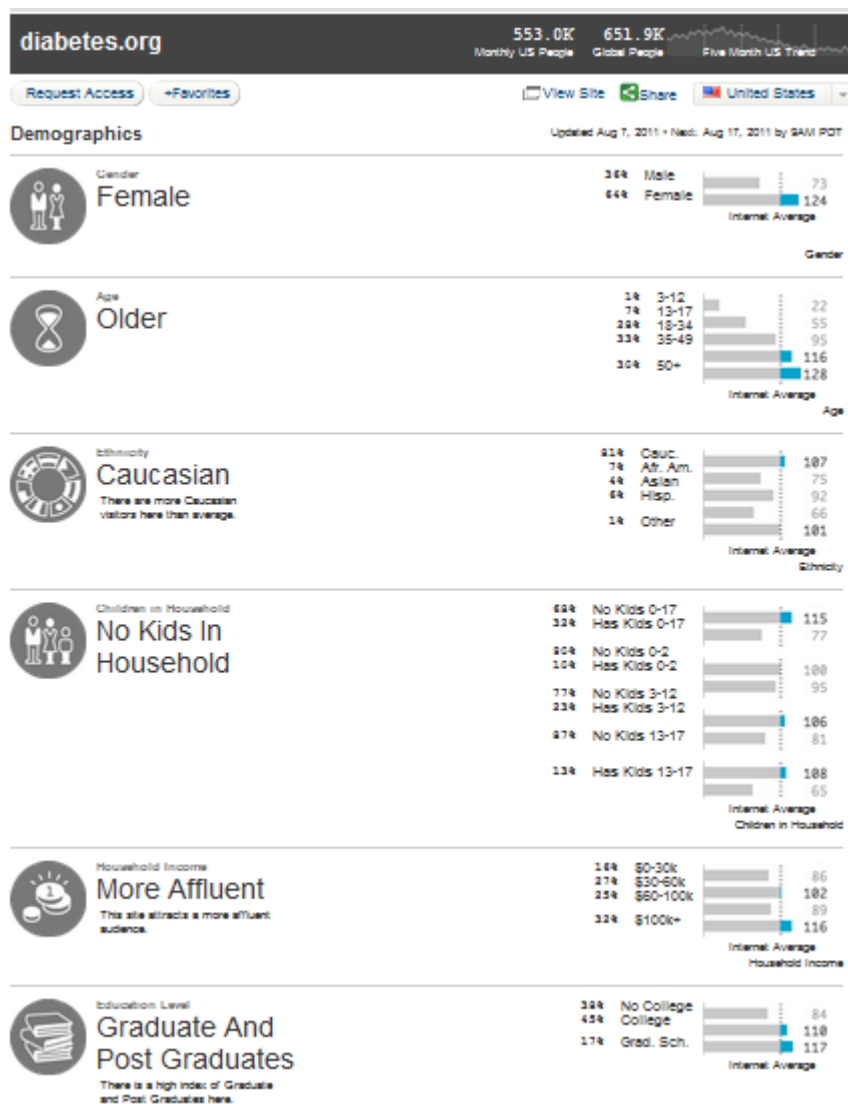 diabetes.org
553.0K 651.9K
Monthly US People Global People Five Month US Trend
Request Access +Favorites View Site Share United States
Demographics Updated Aug 7, 2011 • Next: Aug 17, 2011 by 9AM PDT
Gender
Female
36% Male 73
64% Female 124
Internet Average
Gender
Age
Older
1% 3-12 22
7% 13-17 55
28% 18-34 95
33% 35-49 116
30% 50+ 128
Internet Average
Age
Ethnicity
Caucasian
There are more Caucasian
visitors here than average.
81% Cauc. 107
7% Afr. Am. 75
4% Asian 92
6% Hisp. 66
1% Other 101
Internet Average
Ethnicity
Children in Household
No Kids In
Household
68% No Kids 0-17 115
32% Has Kids 0-17 77
90% No Kids 0-2 100
10% Has Kids 0-2 95
77% No Kids 3-12 106
23% Has Kids 3-12 81
87% No Kids 13-17 108
13% Has Kids 13-17 65
Internet Average
Children in Household
Household Income
More Affluent
This site attracts a more affluent
audience.
16% $0-30k 86
27% $30-60k 102
25% $60-100k 89
32% $100k+ 116
Internet Average
Household Income
Education Level
Graduate And
Post Graduates
There is a high index of Graduate
and Post Graduates here.
38% No College 84
45% College 110
17% Grad. Sch. 117
Internet Average